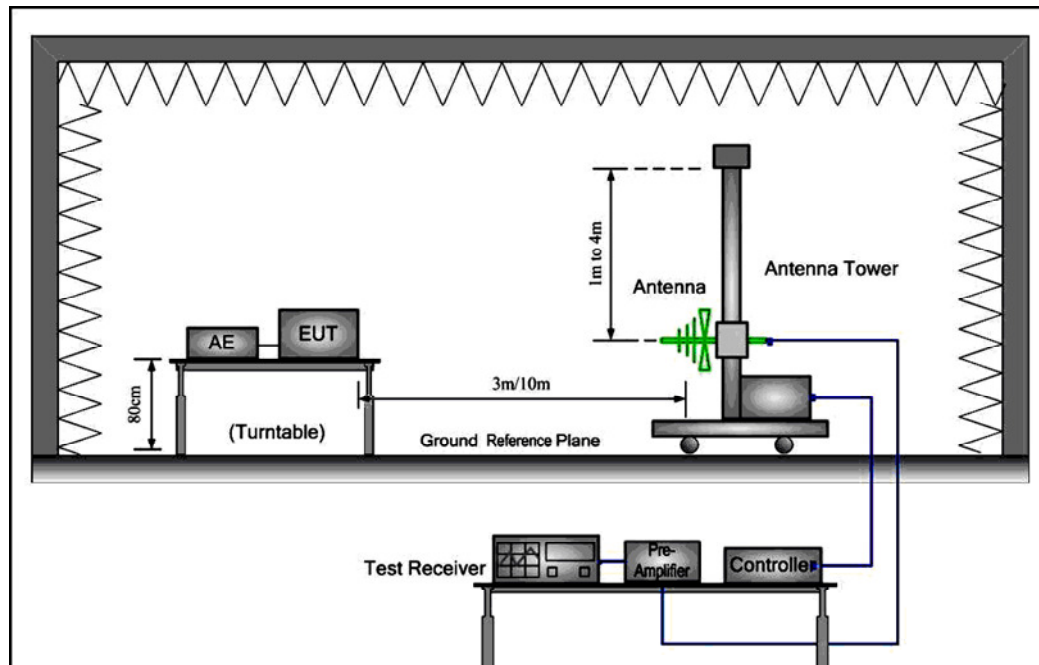 1m to 4m
Antenna Tower
Antenna
AE
EUT
3m/10m
80cm
(Turntable)
Ground Reference Plane
Test Receiver
Pre-
Amplifier
Controller